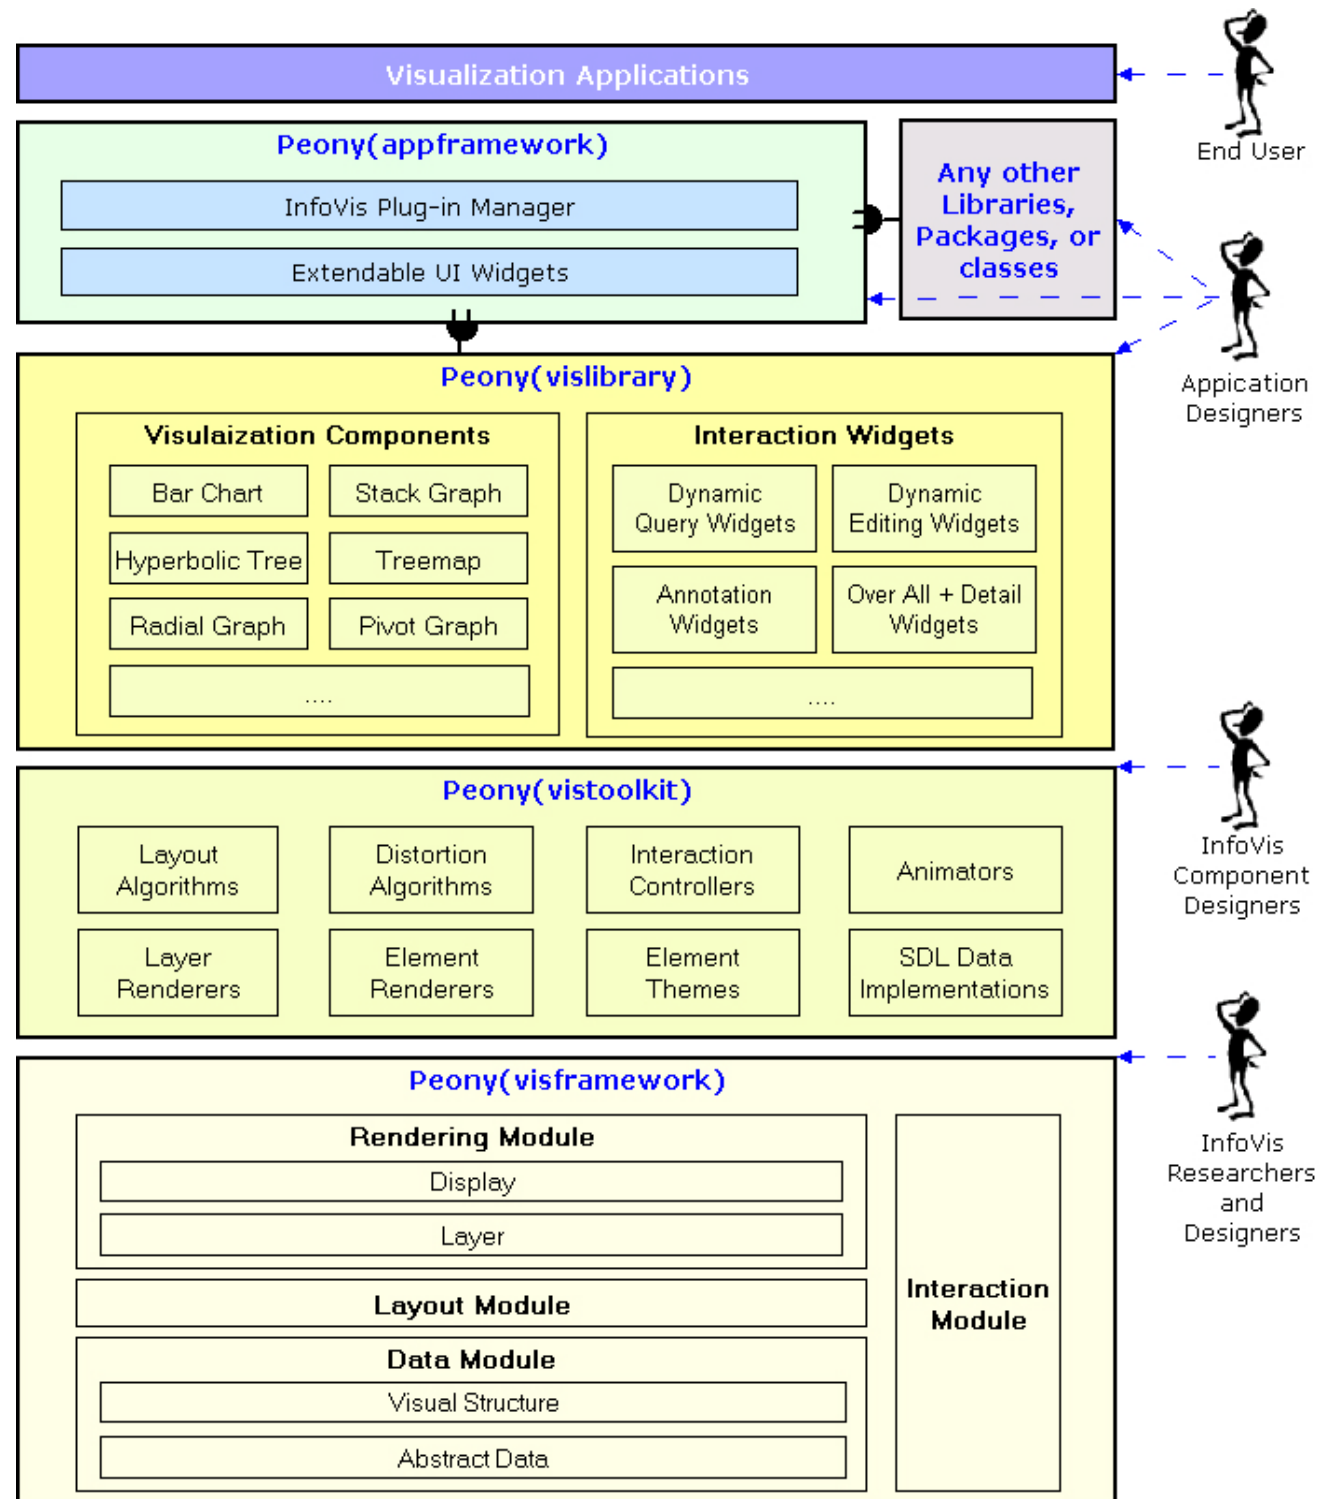 Visualization Applications
End User
Peony(appframework)
InfoVis Plug-in Manager
Extendable UI Widgets
Any other
Libraries,
Packages, or
classes
Appication
Designers
Peony(vislibrary)
Visulaization Components
Bar Chart
Stack Graph
Hyperbolic Tree
Treemap
Radial Graph
Pivot Graph
....
Interaction Widgets
Dynamic
Query Widgets
Dynamic
Editing Widgets
Annotation
Widgets
Over All + Detail
Widgets
....
Peony(vistoolkit)
Layout
Algorithms
Distortion
Algorithms
Interaction
Controllers
Animators
Layer
Renderers
Element
Renderers
Element
Themes
SDL Data
Implementations
InfoVis
Component
Designers
Peony(visframework)
Rendering Module
Display
Layer
Layout Module
Data Module
Visual Structure
Abstract Data
Interaction
Module
InfoVis
Researchers
and
Designers